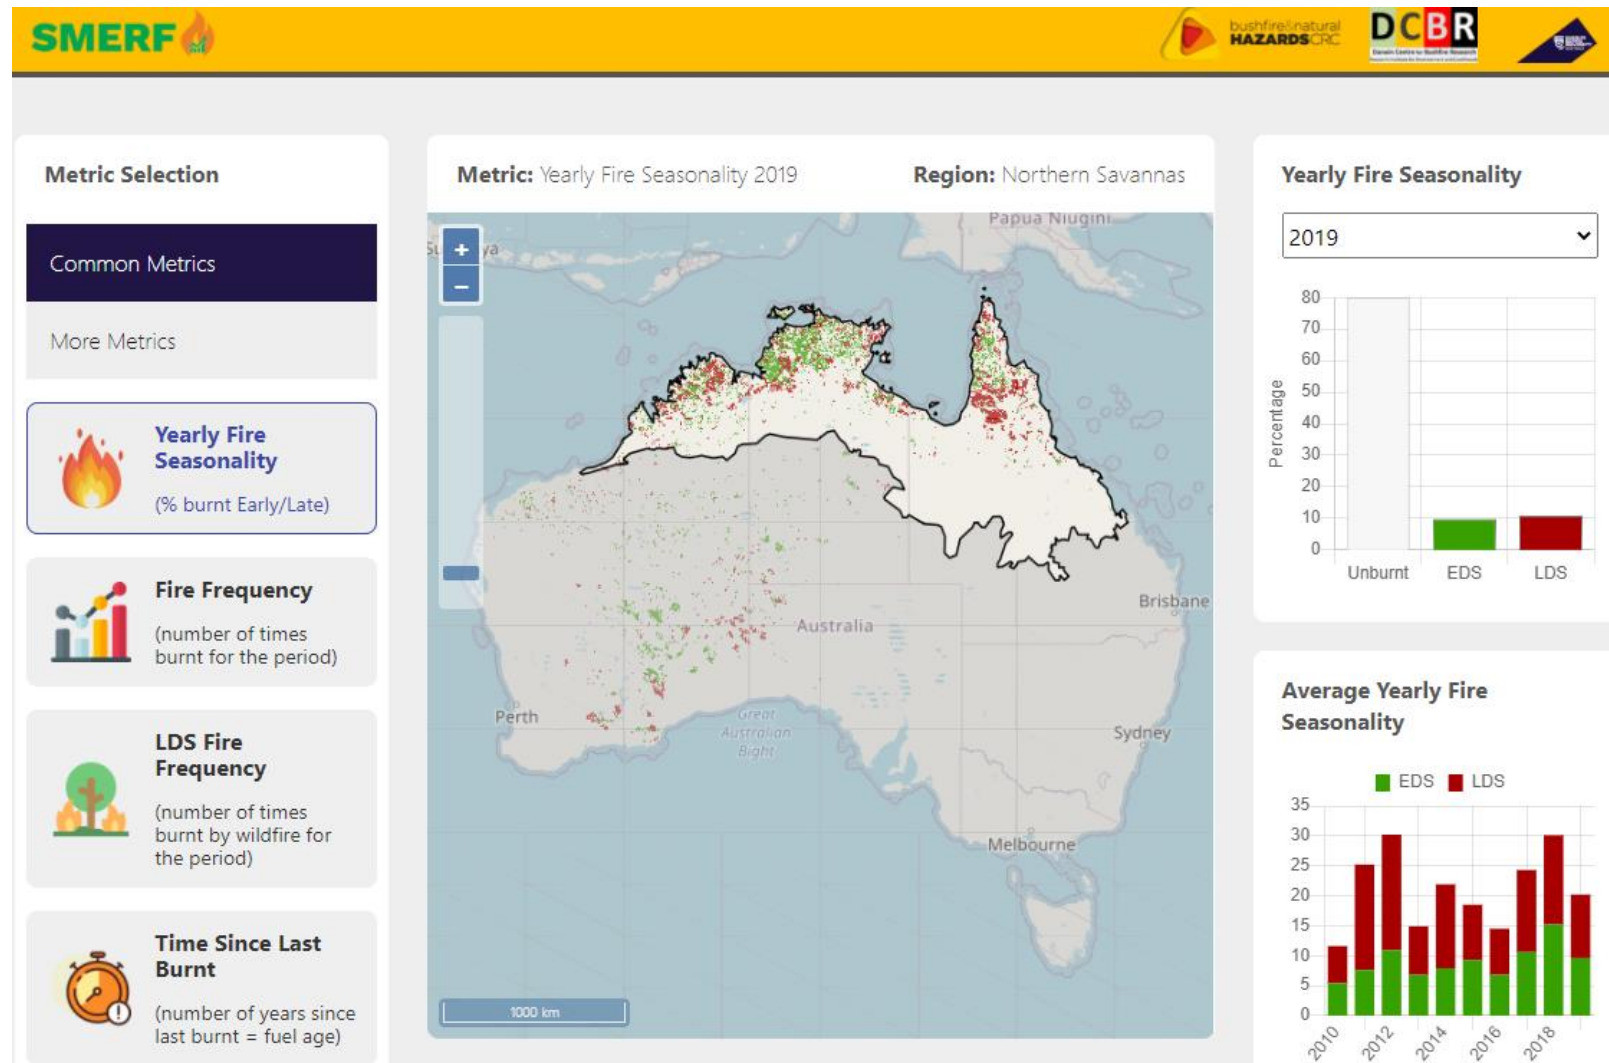 SMERF
bushfire&natural
HAZARDSCRC
DCBR
Metric Selection
Common Metrics
More Metrics
Yearly Fire
Seasonality
(% burnt Early/Late)
Fire Frequency
(number of times
burnt for the period)
LDS Fire
Frequency
(number of times
burnt by wildfire for
the period)
Time Since Last
Burnt
(number of years since
last burnt = fuel age)
Metric: Yearly Fire Seasonality 2019
Region: Northern Savannas
Papua Niugini
+
−
Australia
Brisbane
Perth
Great
Australian
Bight
Sydney
Melbourne
1000 km
Yearly Fire Seasonality
2019
Percentage
80
70
60
50
40
30
20
10
0
Unburnt
EDS
LDS
Average Yearly Fire
Seasonality
EDS
LDS
35
30
25
20
15
10
5
0
2010
2012
2014
2016
2018